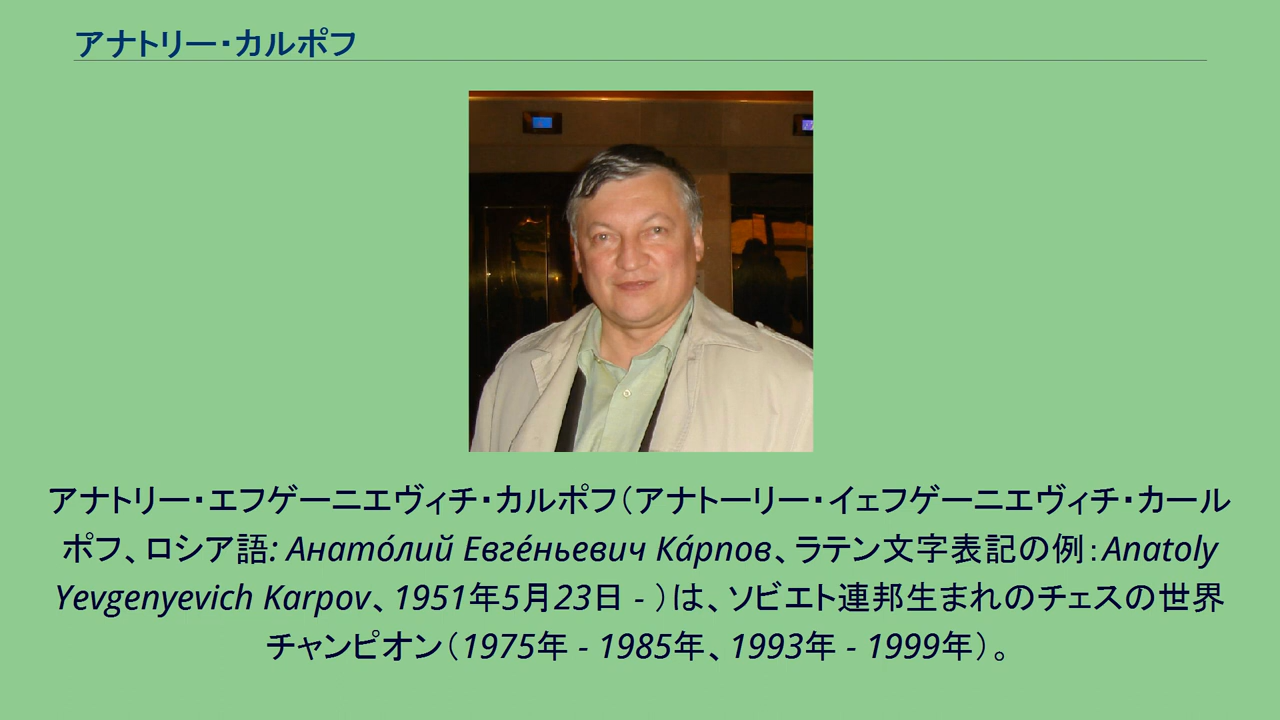 アナトリー・カルポフ
アナトリー・エフゲーニエヴィチ・カルポフ（アナトーリー・イェフゲーニエヴィチ・カール
ポフ、ロシア語: Анато́лий Евге́ньевич Ка́рпов、ラテン文字表記の例：Anatoly
Yevgenyevich Karpov、1951年5月23日 - ）は、ソビエト連邦生まれのチェスの世界
チャンピオン（1975年 - 1985年、1993年 - 1999年）。